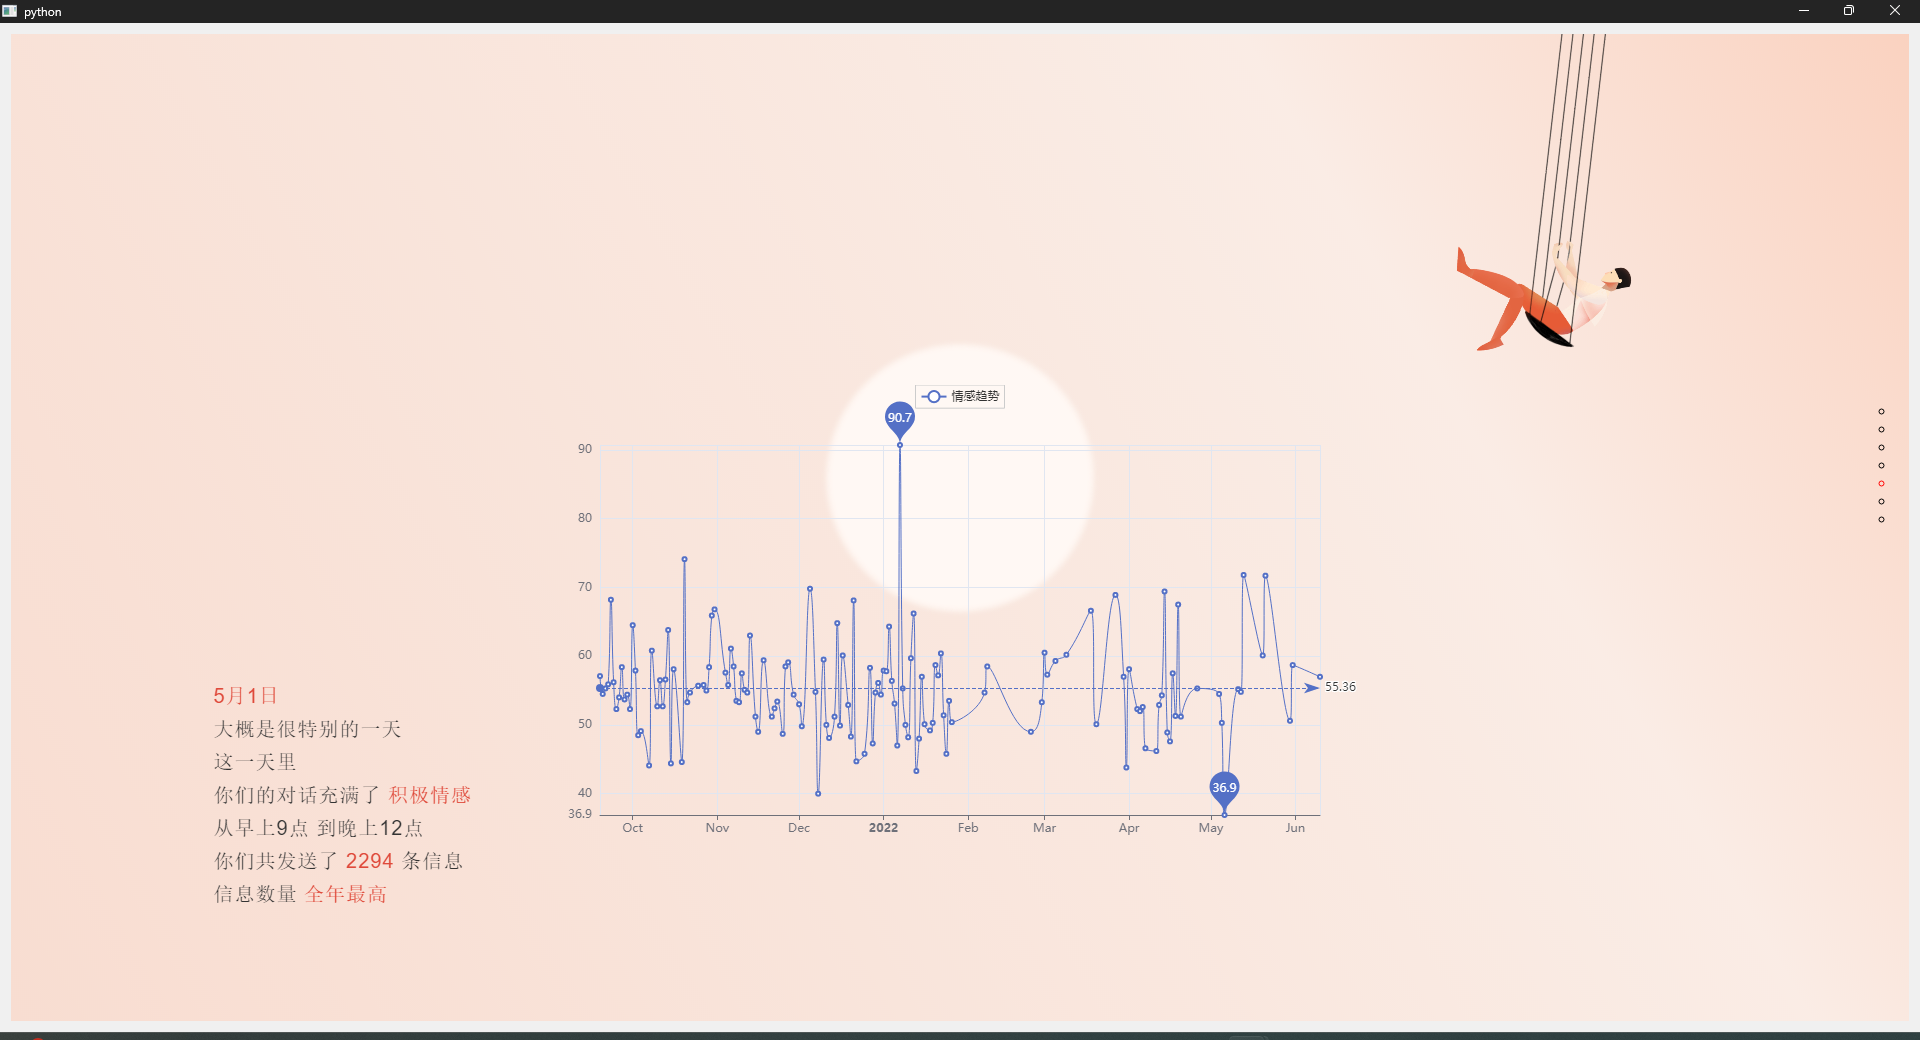 python
情感趋势
90.7
90
80
70
60
50
40
36.9
55.36
36.9
Oct Nov Dec 2022 Feb Mar Apr May Jun
5月1日
大概是很特别的一天
这一天里
你们的对话充满了 积极情感
从早上9点 到晚上12点
你们共发送了 2294 条信息
信息数量 全年最高